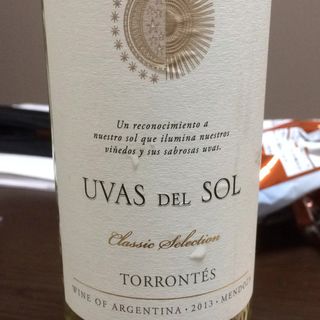 Un reconocimiento a
nuestro sol que ilumina nuestros
viñedos y sus sabrosas uvas.
UVAS DEL SOL
Classic Selection
TORRONTÉS
WINE OF ARGENTINA · 2013 · MENDOZA